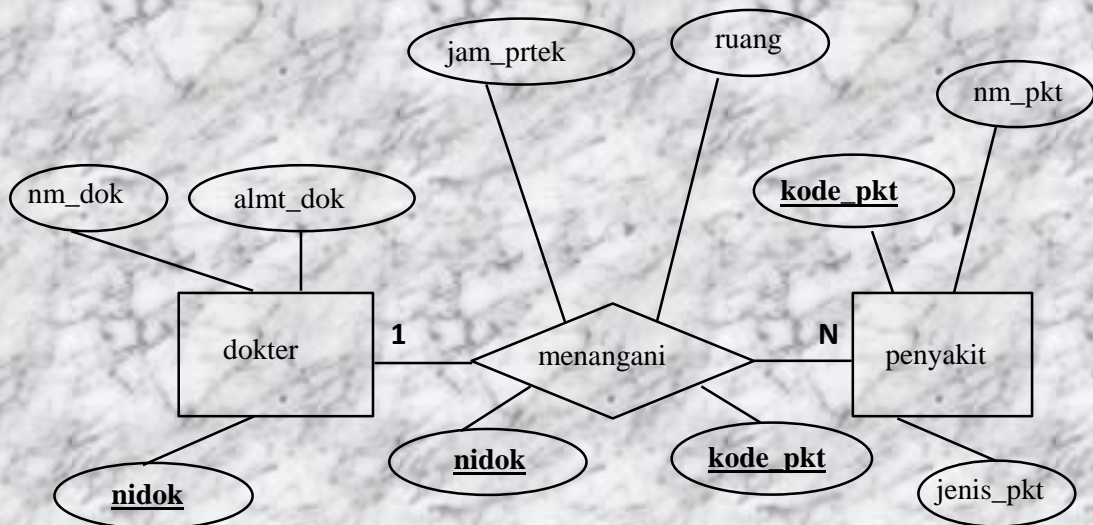 jam_prtek
ruang
nm_pkt
nm_dok
almt_dok
kode_pkt
dokter
1
menangani
N
penyakit
nidok
nidok
kode_pkt
jenis_pkt